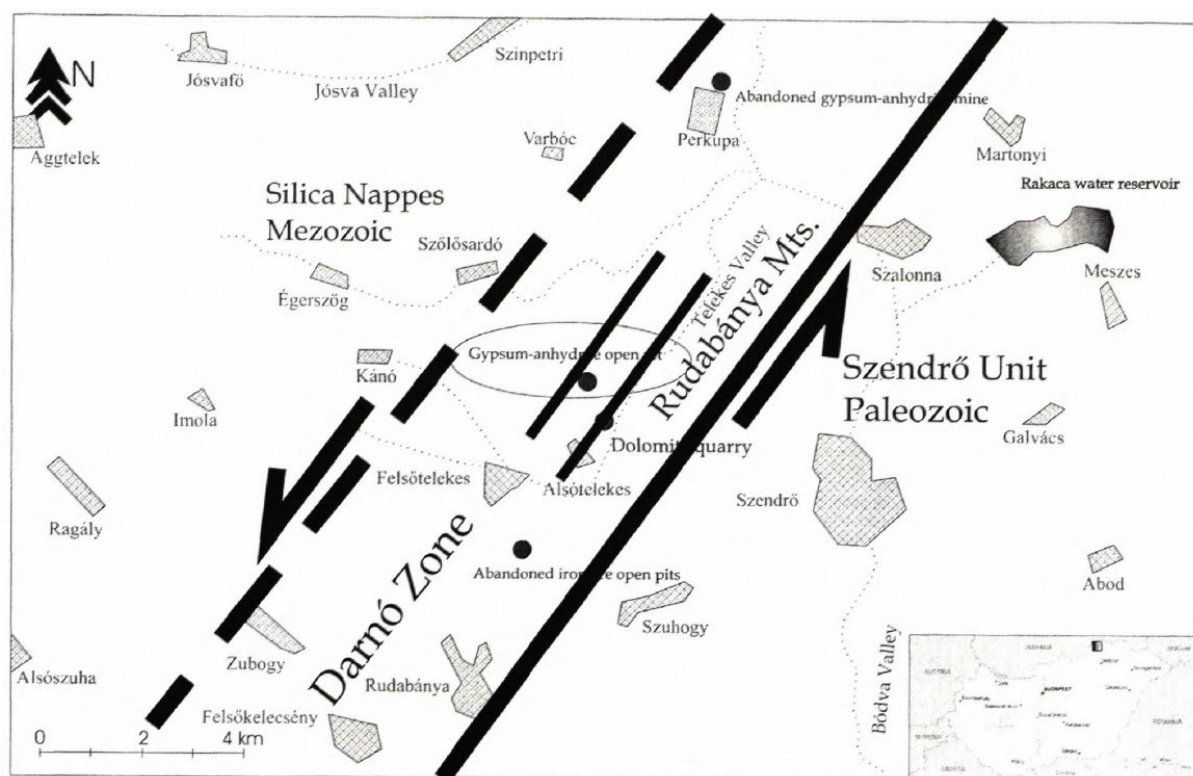 Szinpetri
Jósvafő
Jósva Valley
N
Abandoned gypsum-anhydrite mine
Aggtelek
Varbóc
Perkupa
Martonyi
Silica Nappes
Mezozoic
Rakaca water reservoir
Szőlősardó
Szalonna
Meszes
Égerszög
Telekes Valley
Rudabánya Mts.
Gypsum-anhydrite open pit
Kánó
Szendrő Unit
Paleozoic
Imola
Galvács
Dolomite quarry
Felsőtelekes
Alsótelekes
Szendrő
Ragály
Darnó Zone
Abandoned iron ore open pits
Abod
Szuhogy
Zubogy
Alsószuha
Rudabánya
Bódva Valley
Felsőkelecsény
0 2 4 km
BUDAPEST
ROMANIA